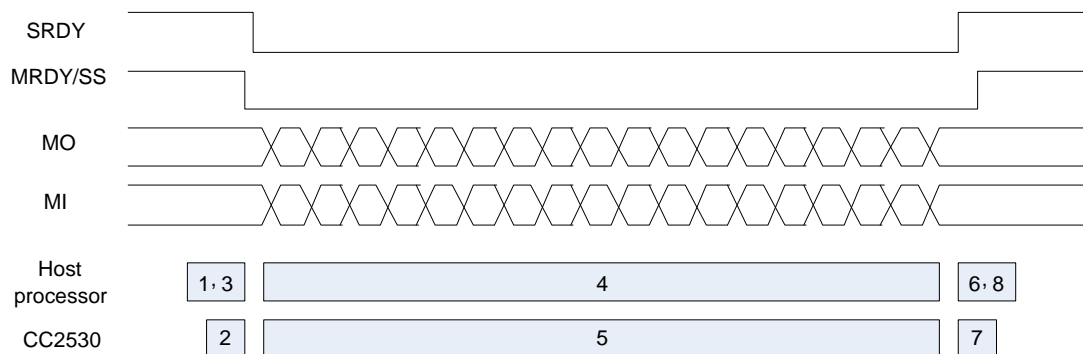 SRDY
MRDY/SS
MO
MI
Host
processor
1, 3
4
6, 8
CC2530
2
5
7